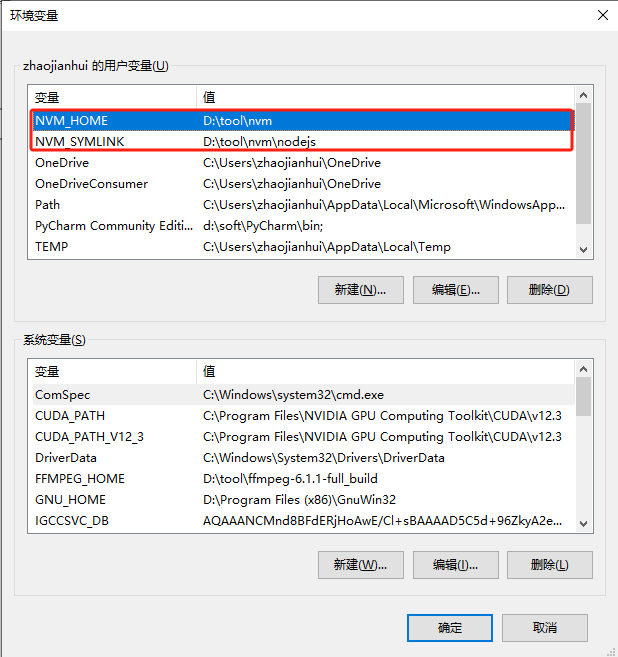 环境变量
zhaojianhui 的用户变量(U)
变量 值
NVM_HOME D:\tool\nvm
NVM_SYMLINK D:\tool\nvm\nodejs
OneDrive C:\Users\zhaojianhui\OneDrive
OneDriveConsumer C:\Users\zhaojianhui\OneDrive
Path C:\Users\zhaojianhui\AppData\Local\Microsoft\WindowsApp...
PyCharm Community Editi... d:\soft\PyCharm\bin;
TEMP C:\Users\zhaojianhui\AppData\Local\Temp
新建(N)... 编辑(E)... 删除(D)
系统变量(S)
变量 值
ComSpec C:\Windows\system32\cmd.exe
CUDA_PATH C:\Program Files\NVIDIA GPU Computing Toolkit\CUDA\v12.3
CUDA_PATH_V12_3 C:\Program Files\NVIDIA GPU Computing Toolkit\CUDA\v12.3
DriverData C:\Windows\System32\Drivers\DriverData
FFMPEG_HOME D:\tool\ffmpeg-6.1.1-full_build
GNU_HOME D:\Program Files (x86)\GnuWin32
IGCCSVC_DB AQAAANCMnd8BFdERjHoAwE/Cl+sBAAAAD5C5d+96ZkyA2e...
新建(W)... 编辑(I)... 删除(L)
确定 取消